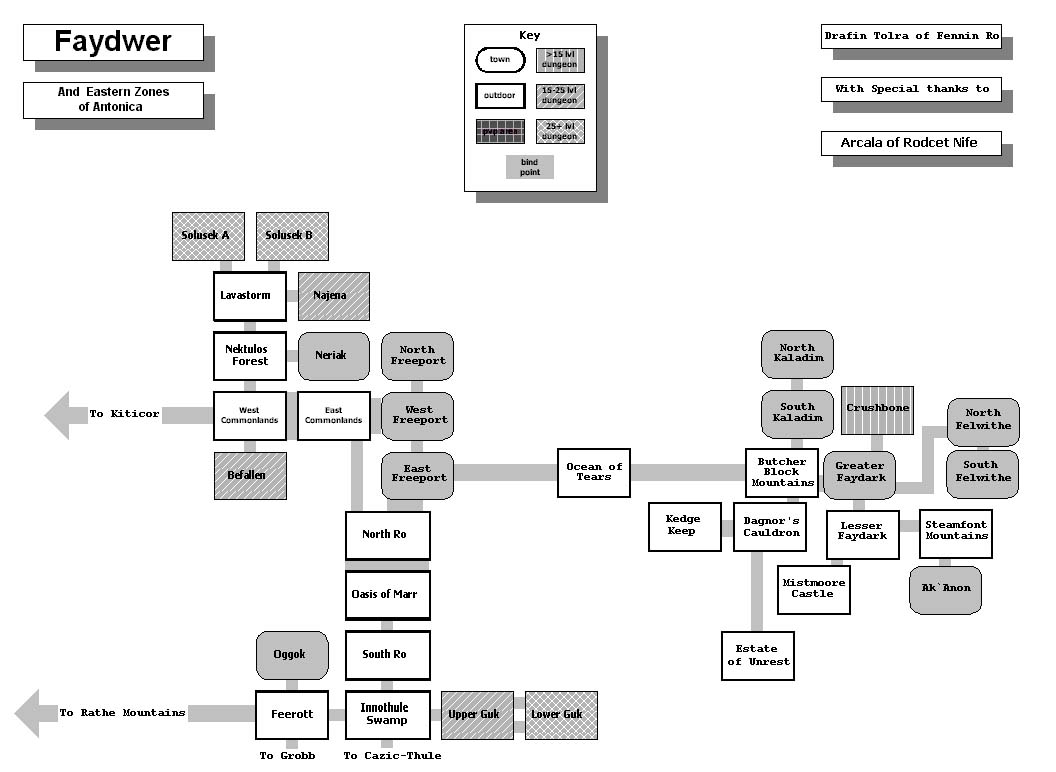 Faydwer
And Eastern Zones
of Antonica
Key
town
>15 lvl
dungeon
outdoor
15-25 lvl
dungeon
pvp area
25+ lvl
dungeon
bind
point
Drafin Tolra of Fennin Ro
With Special thanks to
Arcala of Rodcet Nife
Solusek A
Solusek B
Lavastorm
Najena
Nektulos
Forest
Neriak
North
Freeport
To Kiticor
West
Commonlands
East
Commonlands
West
Freeport
Befallen
East
Freeport
Ocean of
Tears
North
Kaladim
South
Kaladim
Crushbone
North
Felwithe
Butcher
Block
Mountains
Greater
Faydark
South
Felwithe
Kedge
Keep
Dagnor's
Cauldron
Lesser
Faydark
Steamfont
Mountains
Mistmoore
Castle
Ak`Anon
Estate
of Unrest
North Ro
Oasis of Marr
South Ro
Oggok
To Rathe Mountains
Feerott
Innothule
Swamp
Upper Guk
Lower Guk
To Grobb
To Cazic-Thule